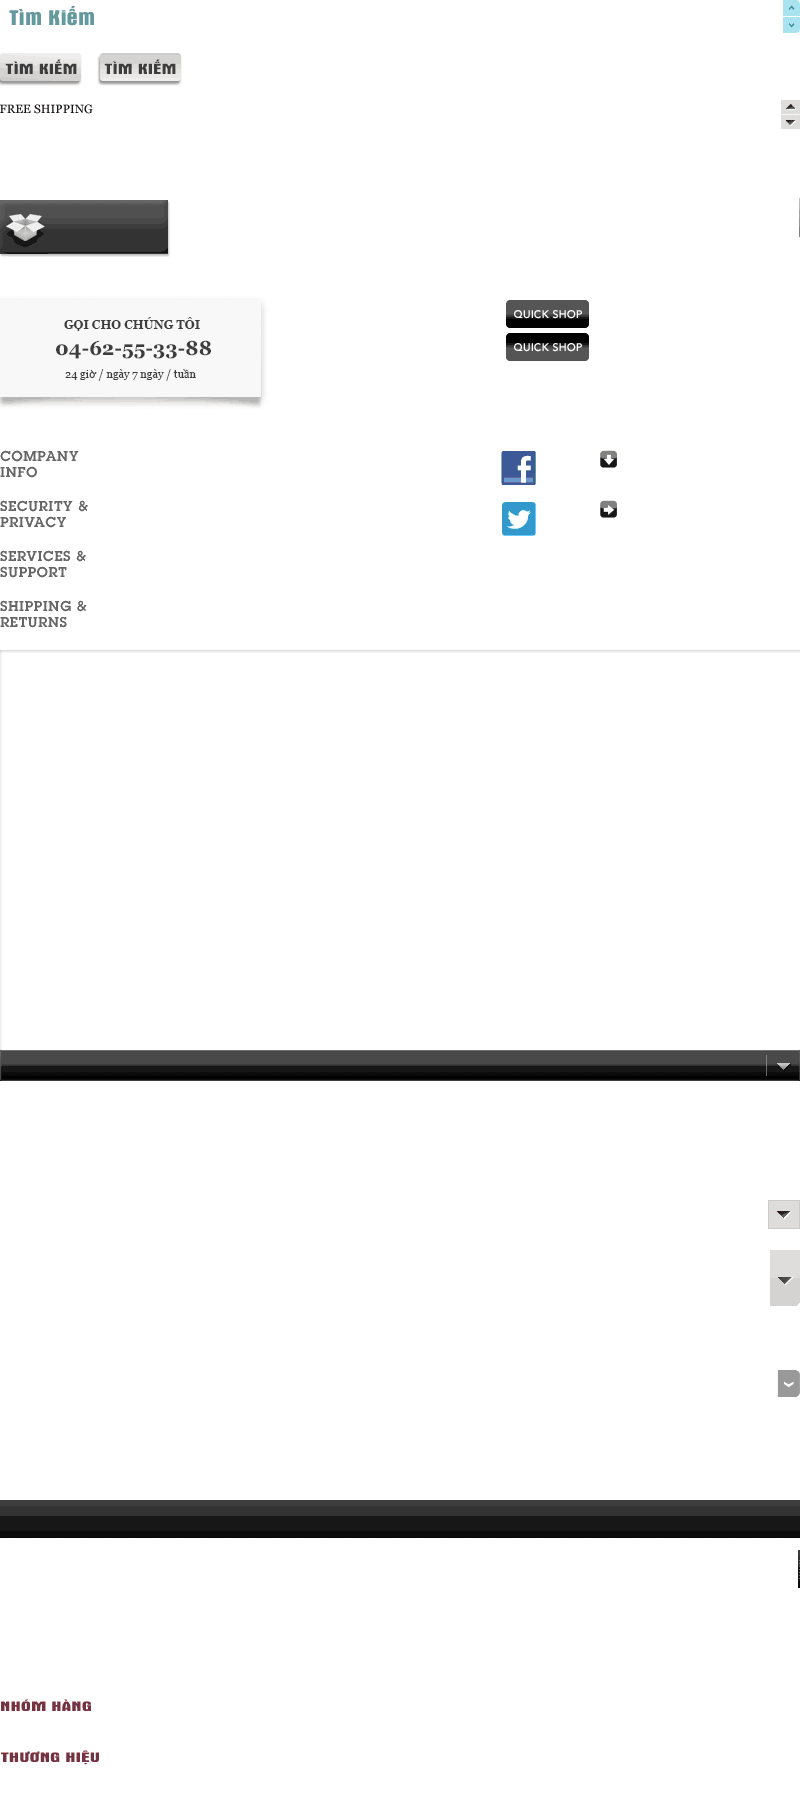 Tìm Kiếm
TÌM KIẾM TÌM KIẾM
FREE SHIPPING
GỌI CHO CHÚNG TÔI
04-62-55-33-88
24 giờ / ngày 7 ngày / tuần
QUICK SHOP
QUICK SHOP
COMPANY
INFO
SECURITY &
PRIVACY
SERVICES &
SUPPORT
SHIPPING &
RETURNS
NHÓM HÀNG
THƯƠNG HIỆU